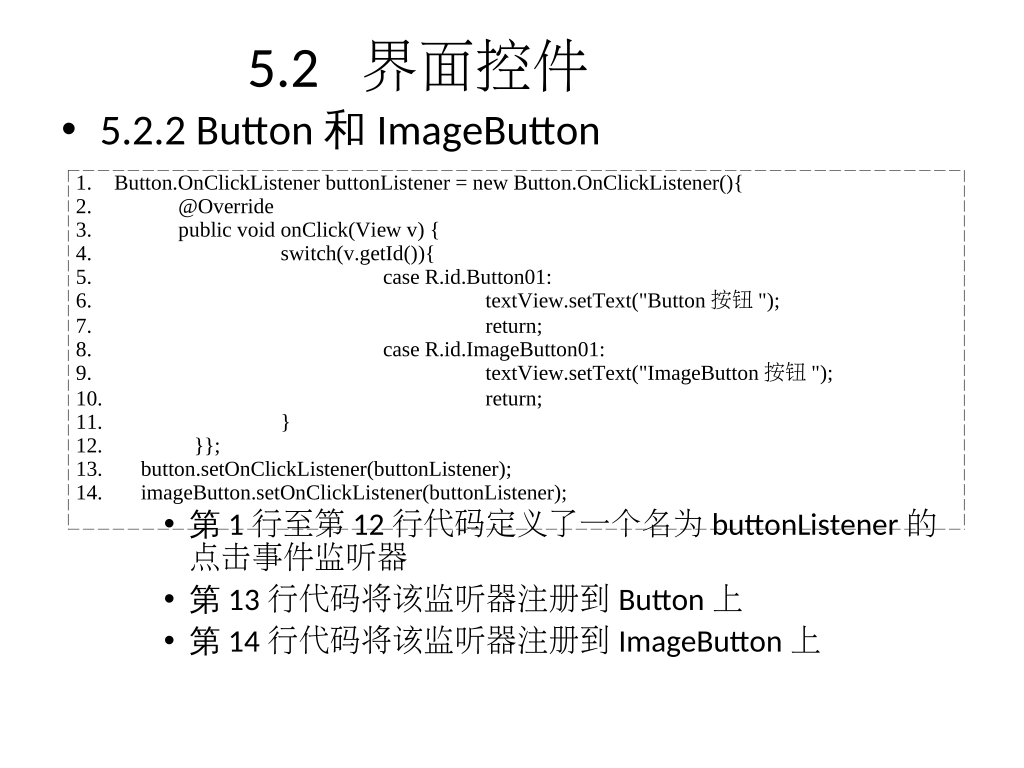 5.2 界面控件
• 5.2.2 Button 和 ImageButton
1. Button.OnClickListener buttonListener = new Button.OnClickListener(){
2. @Override
3. public void onClick(View v) {
4. switch(v.getId()){
5. case R.id.Button01:
6. textView.setText("Button 按钮 ");
7. return;
8. case R.id.ImageButton01:
9. textView.setText("ImageButton 按钮 ");
10. return;
11. }
12. }};
13. button.setOnClickListener(buttonListener);
14. imageButton.setOnClickListener(buttonListener);
• 第 1 行至第 12 行代码定义了一个名为 buttonListener 的
点击事件监听器
• 第 13 行代码将该监听器注册到 Button 上
• 第 14 行代码将该监听器注册到 ImageButton 上